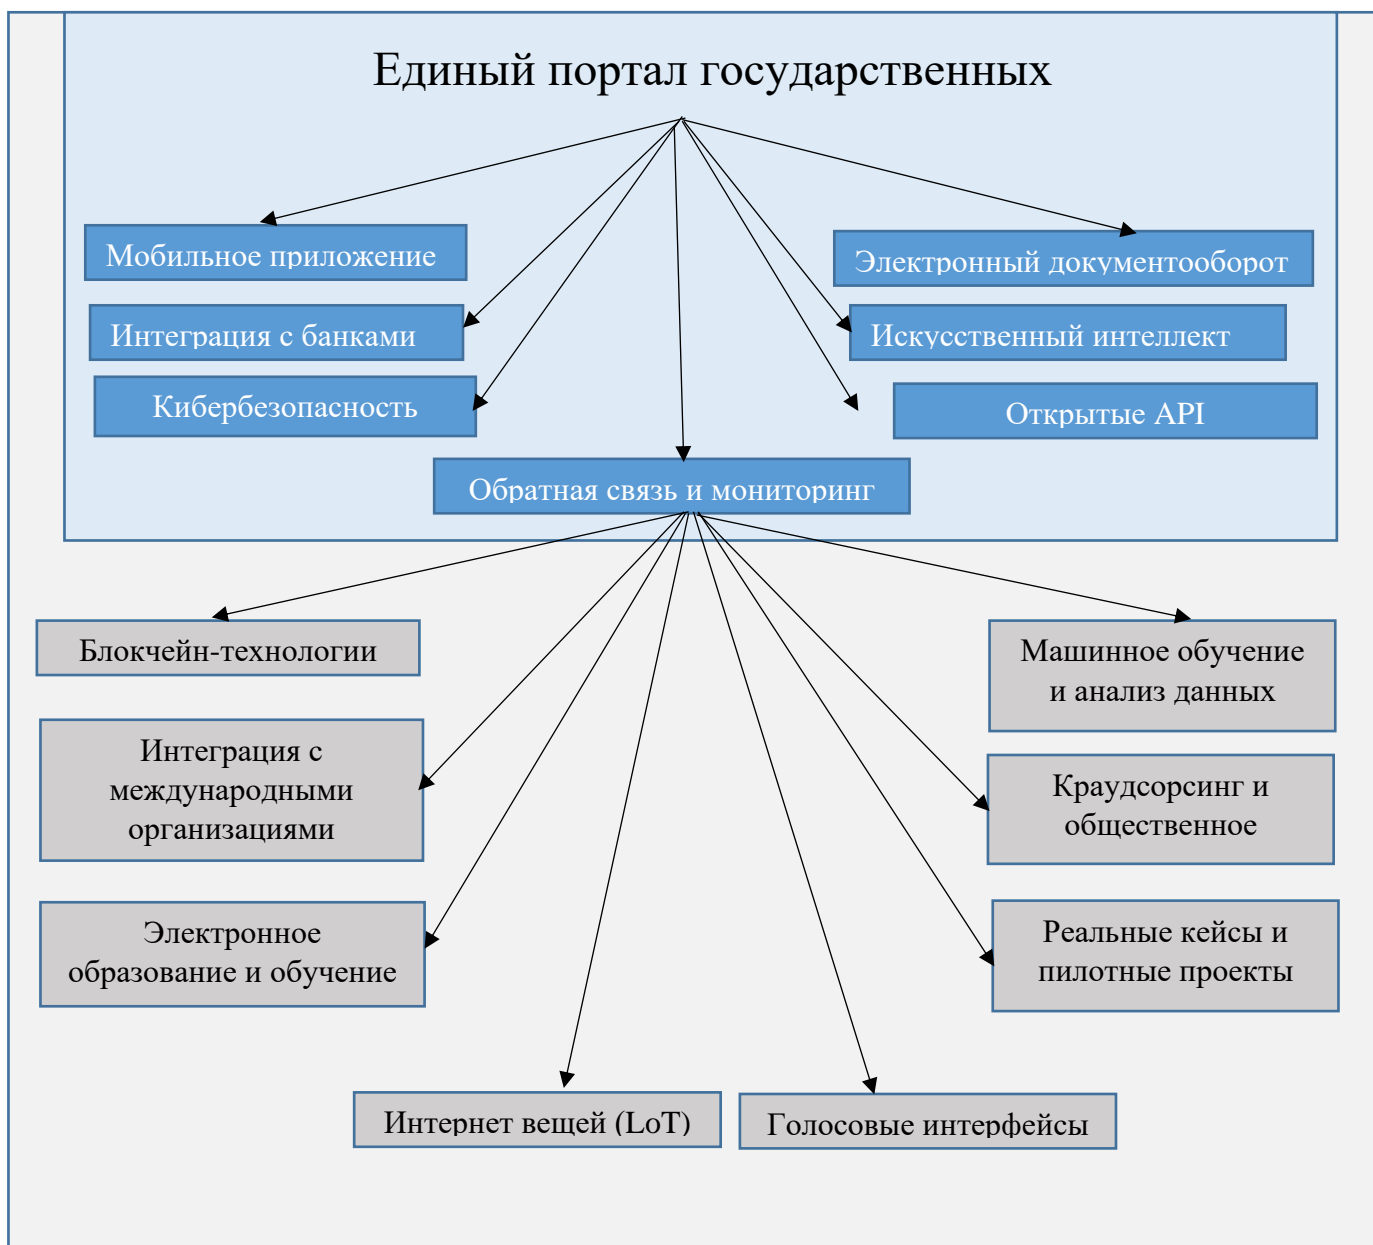 Единый портал государственных
Мобильное приложение
Электронный документооборот
Интеграция с банками
Искусственный интеллект
Кибербезопасность
Открытые API
Обратная связь и мониторинг
Блокчейн-технологии
Машинное обучение
и анализ данных
Интеграция с
международными
организациями
Краудсорсинг и
общественное
Электронное
образование и обучение
Реальные кейсы и
пилотные проекты
Интернет вещей (LoT)
Голосовые интерфейсы